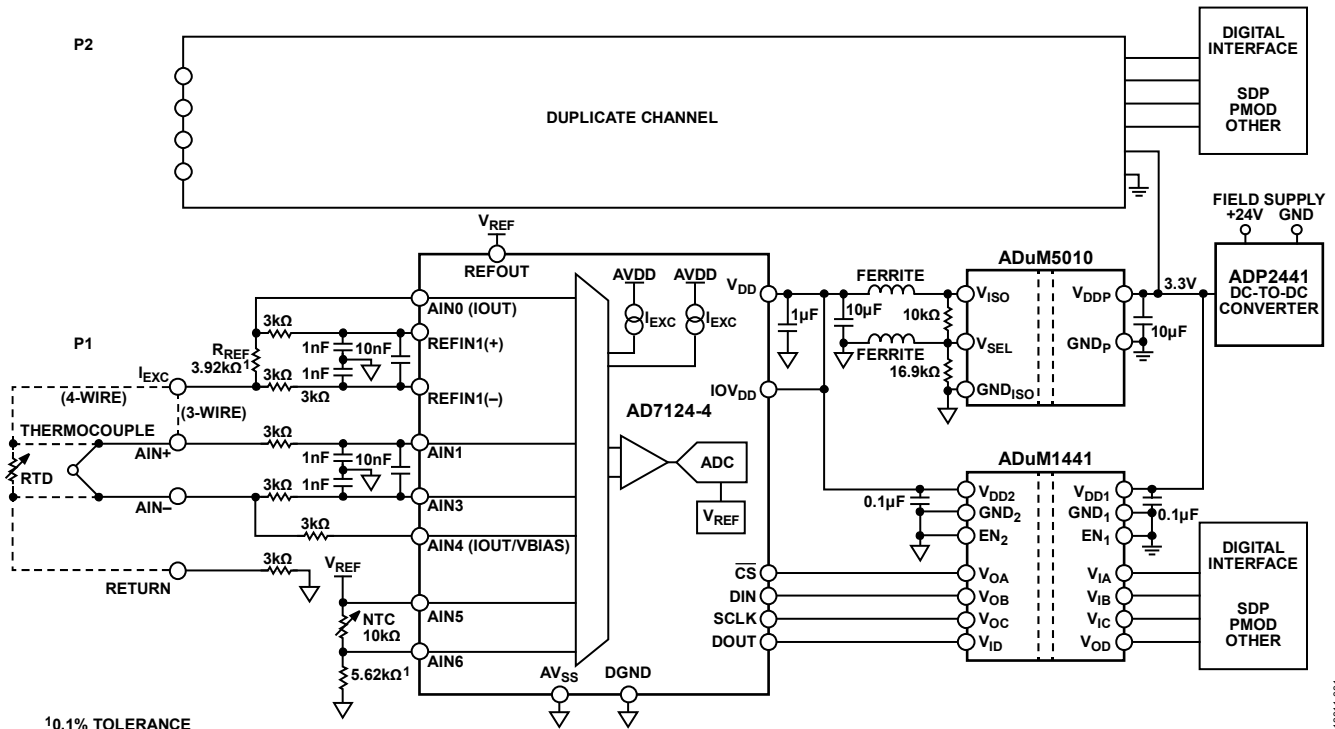 P2
DUPLICATE CHANNEL
DIGITAL
INTERFACE
SDP
PMOD
OTHER
FIELD SUPPLY
+24V GND
ADP2441
DC-TO-DC
CONVERTER
VREF
REFOUT
AVDD AVDD
IEXC
IEXC
VDD
FERRITE
1µF
10µF
10kΩ
FERRITE
16.9kΩ
ADuM5010
VISO
VSEL
GNDISO
VDDP
GNDP
3.3V
10µF
P1
AIN0 (IOUT)
3kΩ
REFIN1(+)
RREF
3.92kΩ1
1nF
10nF
1nF
IEXC
3kΩ
REFIN1(–)
(4-WIRE)
(3-WIRE)
IOVDD
AD7124-4
THERMOCOUPLE
AIN+
3kΩ
AIN1
1nF
10nF
1nF
RTD
AIN–
3kΩ
AIN3
3kΩ
AIN4 (IOUT/VBIAS)
ADC
VREF
RETURN
3kΩ
VREF
AIN5
NTC
10kΩ
AIN6
5.62kΩ1
AVSS
DGND
CS
DIN
SCLK
DOUT
ADuM1441
0.1µF
VDD2
GND2
EN2
VOA
VOB
VOC
VID
VDD1
GND1
EN1
VIA
VIB
VIC
VOD
0.1µF
DIGITAL
INTERFACE
SDP
PMOD
OTHER
10.1% TOLERANCE